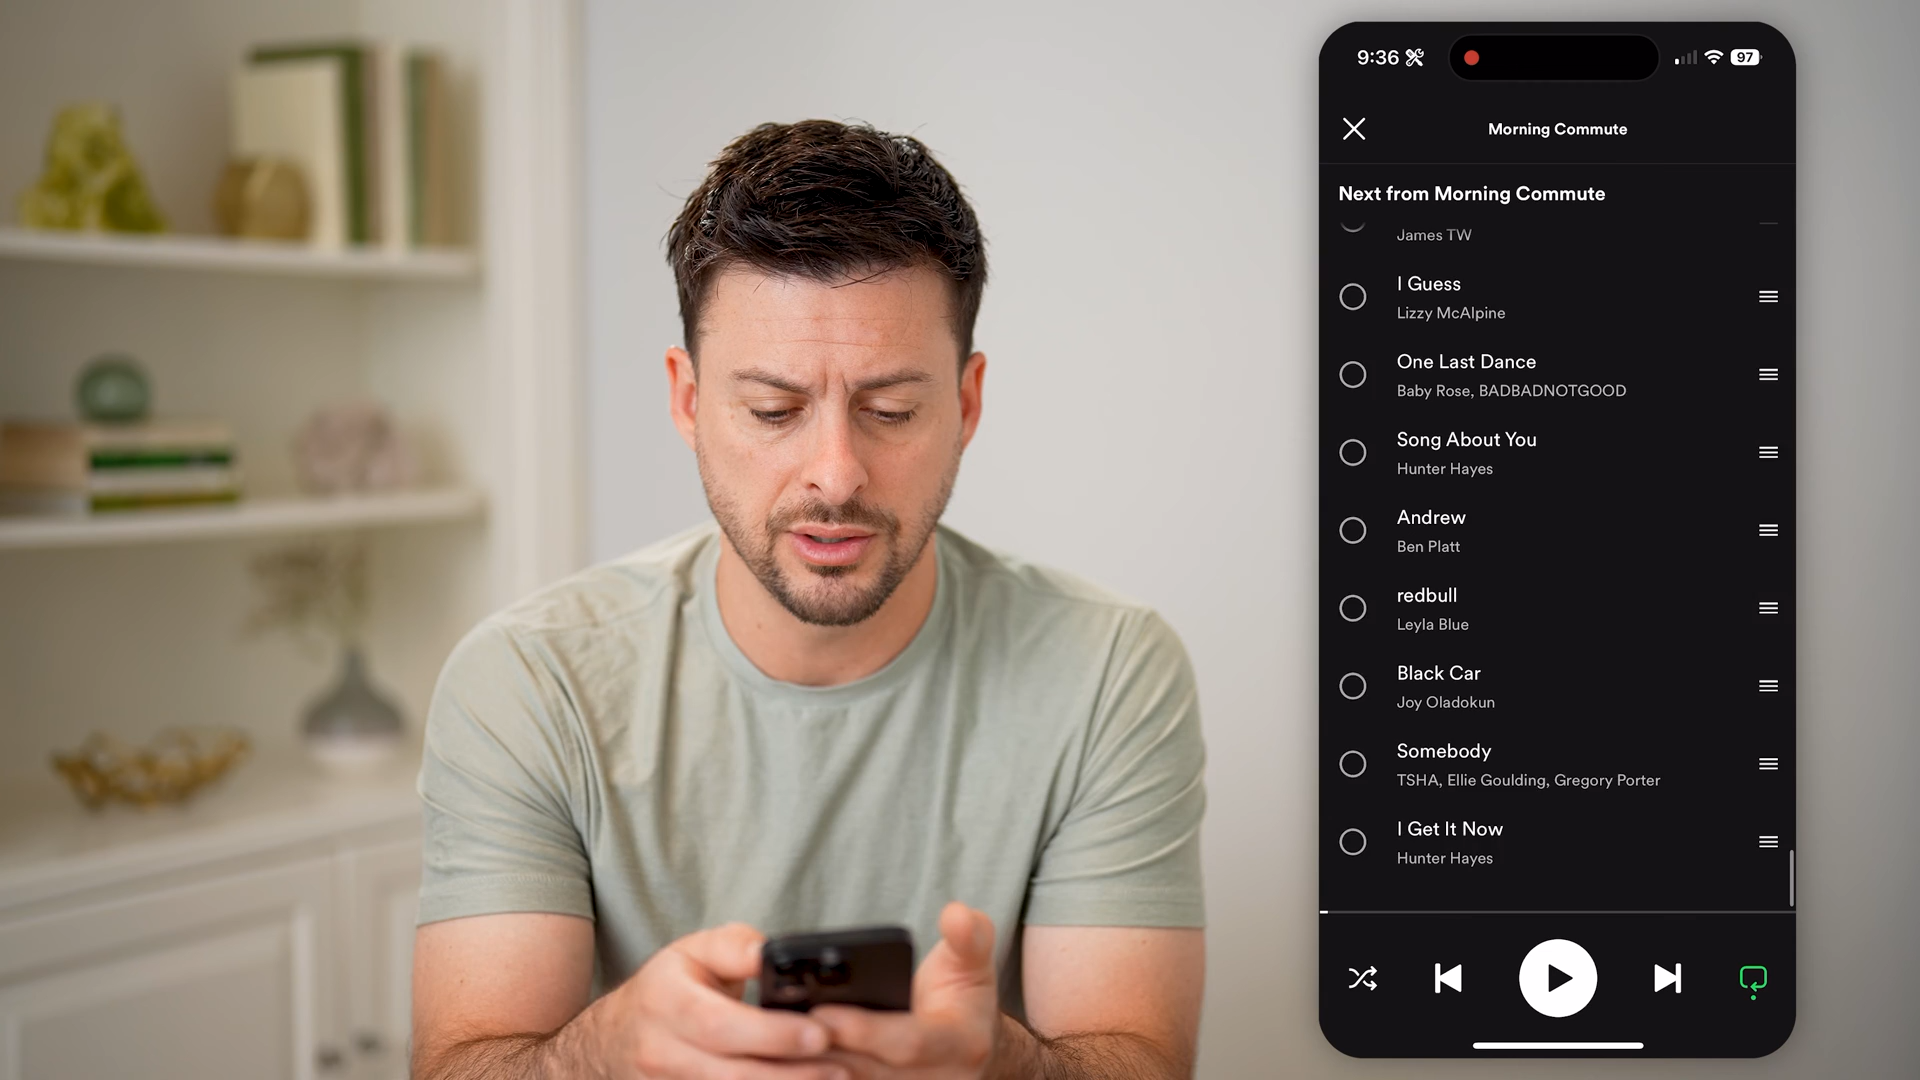 9:36
97
Morning Commute
Next from Morning Commute
James TW
I Guess
Lizzy McAlpine
One Last Dance
Baby Rose, BADBADNOTGOOD
Song About You
Hunter Hayes
Andrew
Ben Platt
redbull
Leyla Blue
Black Car
Joy Oladokun
Somebody
TSHA, Ellie Goulding, Gregory Porter
I Get It Now
Hunter Hayes